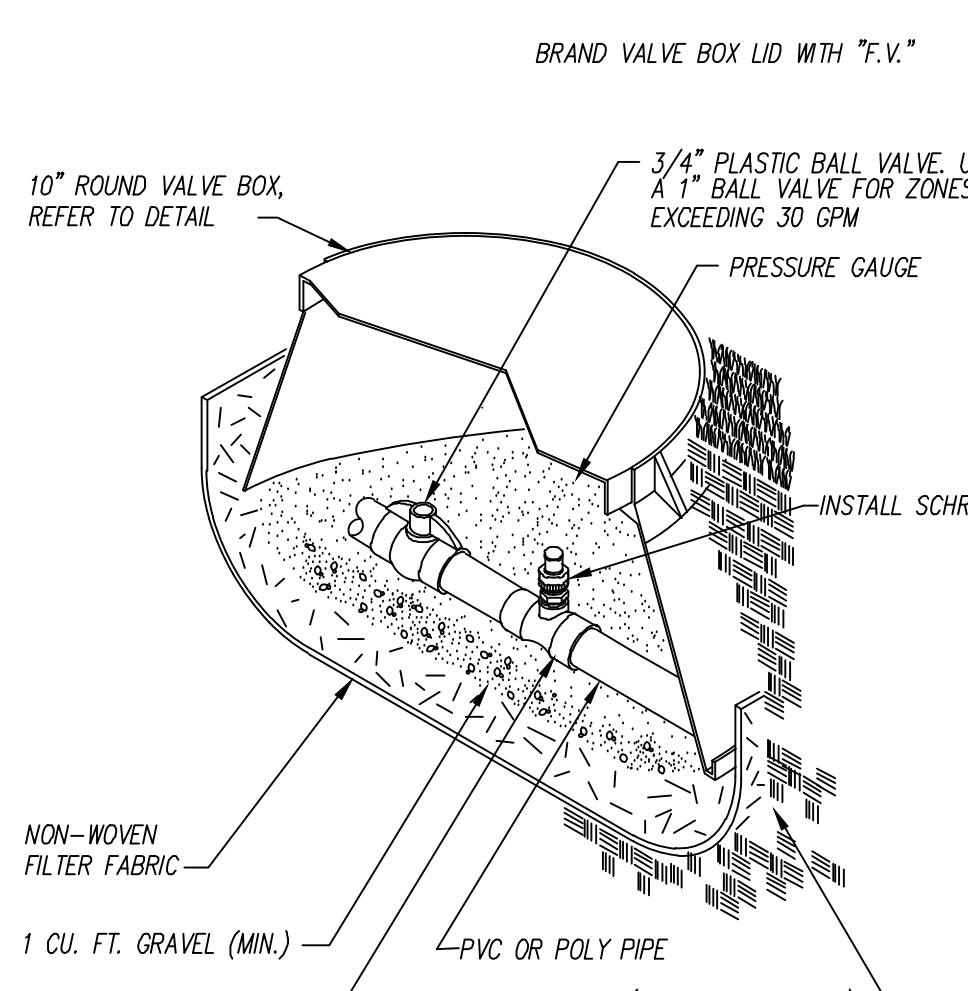 BRAND VALVE BOX LID WITH "F.V."
3/4" PLASTIC BALL VALVE. U
A 1" BALL VALVE FOR ZONES
EXCEEDING 30 GPM
10" ROUND VALVE BOX,
REFER TO DETAIL
PRESSURE GAUGE
INSTALL SCHR
NON-WOVEN
FILTER FABRIC
1 CU. FT. GRAVEL (MIN.)
PVC OR POLY PIPE